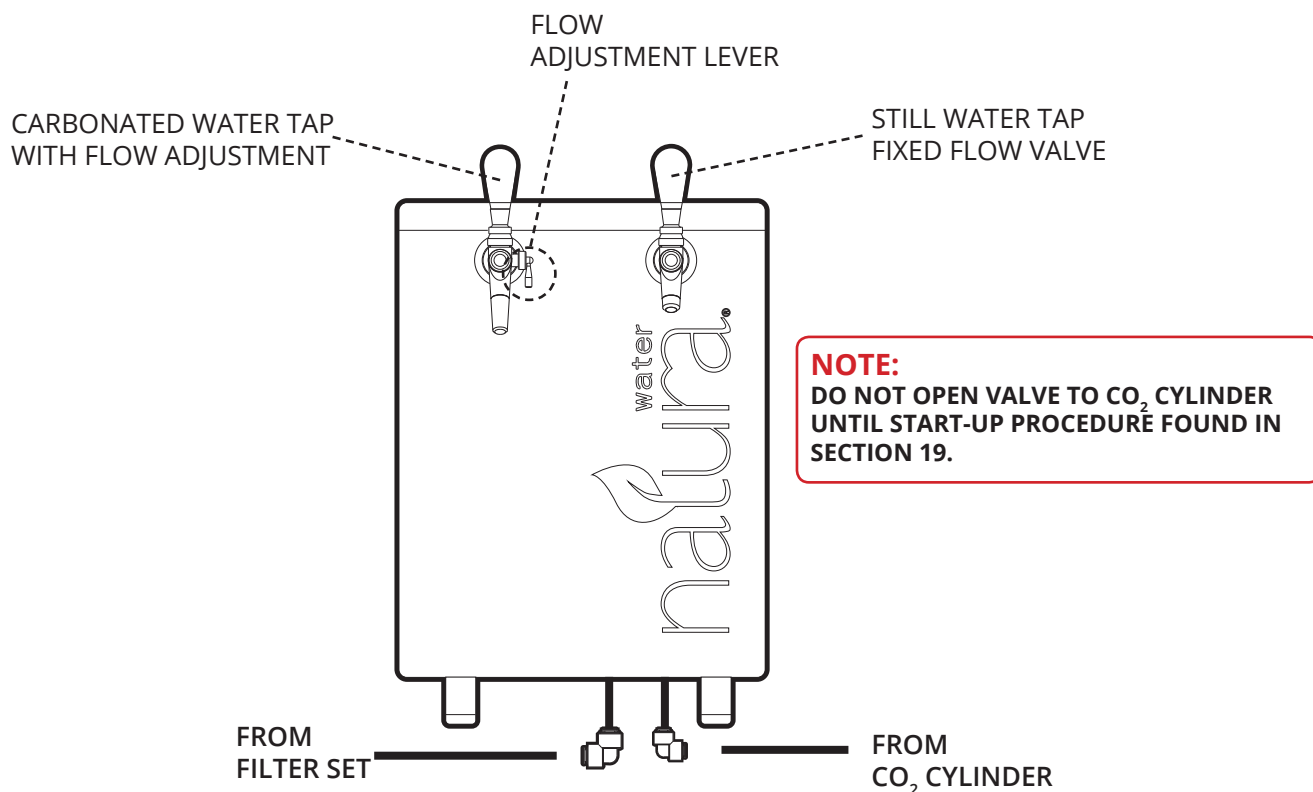 FLOW
ADJUSTMENT LEVER
CARBONATED WATER TAP
WITH FLOW ADJUSTMENT
STILL WATER TAP
FIXED FLOW VALVE
natura®
water
NOTE:
DO NOT OPEN VALVE TO CO₂ CYLINDER
UNTIL START-UP PROCEDURE FOUND IN
SECTION 19.
FROM
FILTER SET
FROM
CO₂ CYLINDER